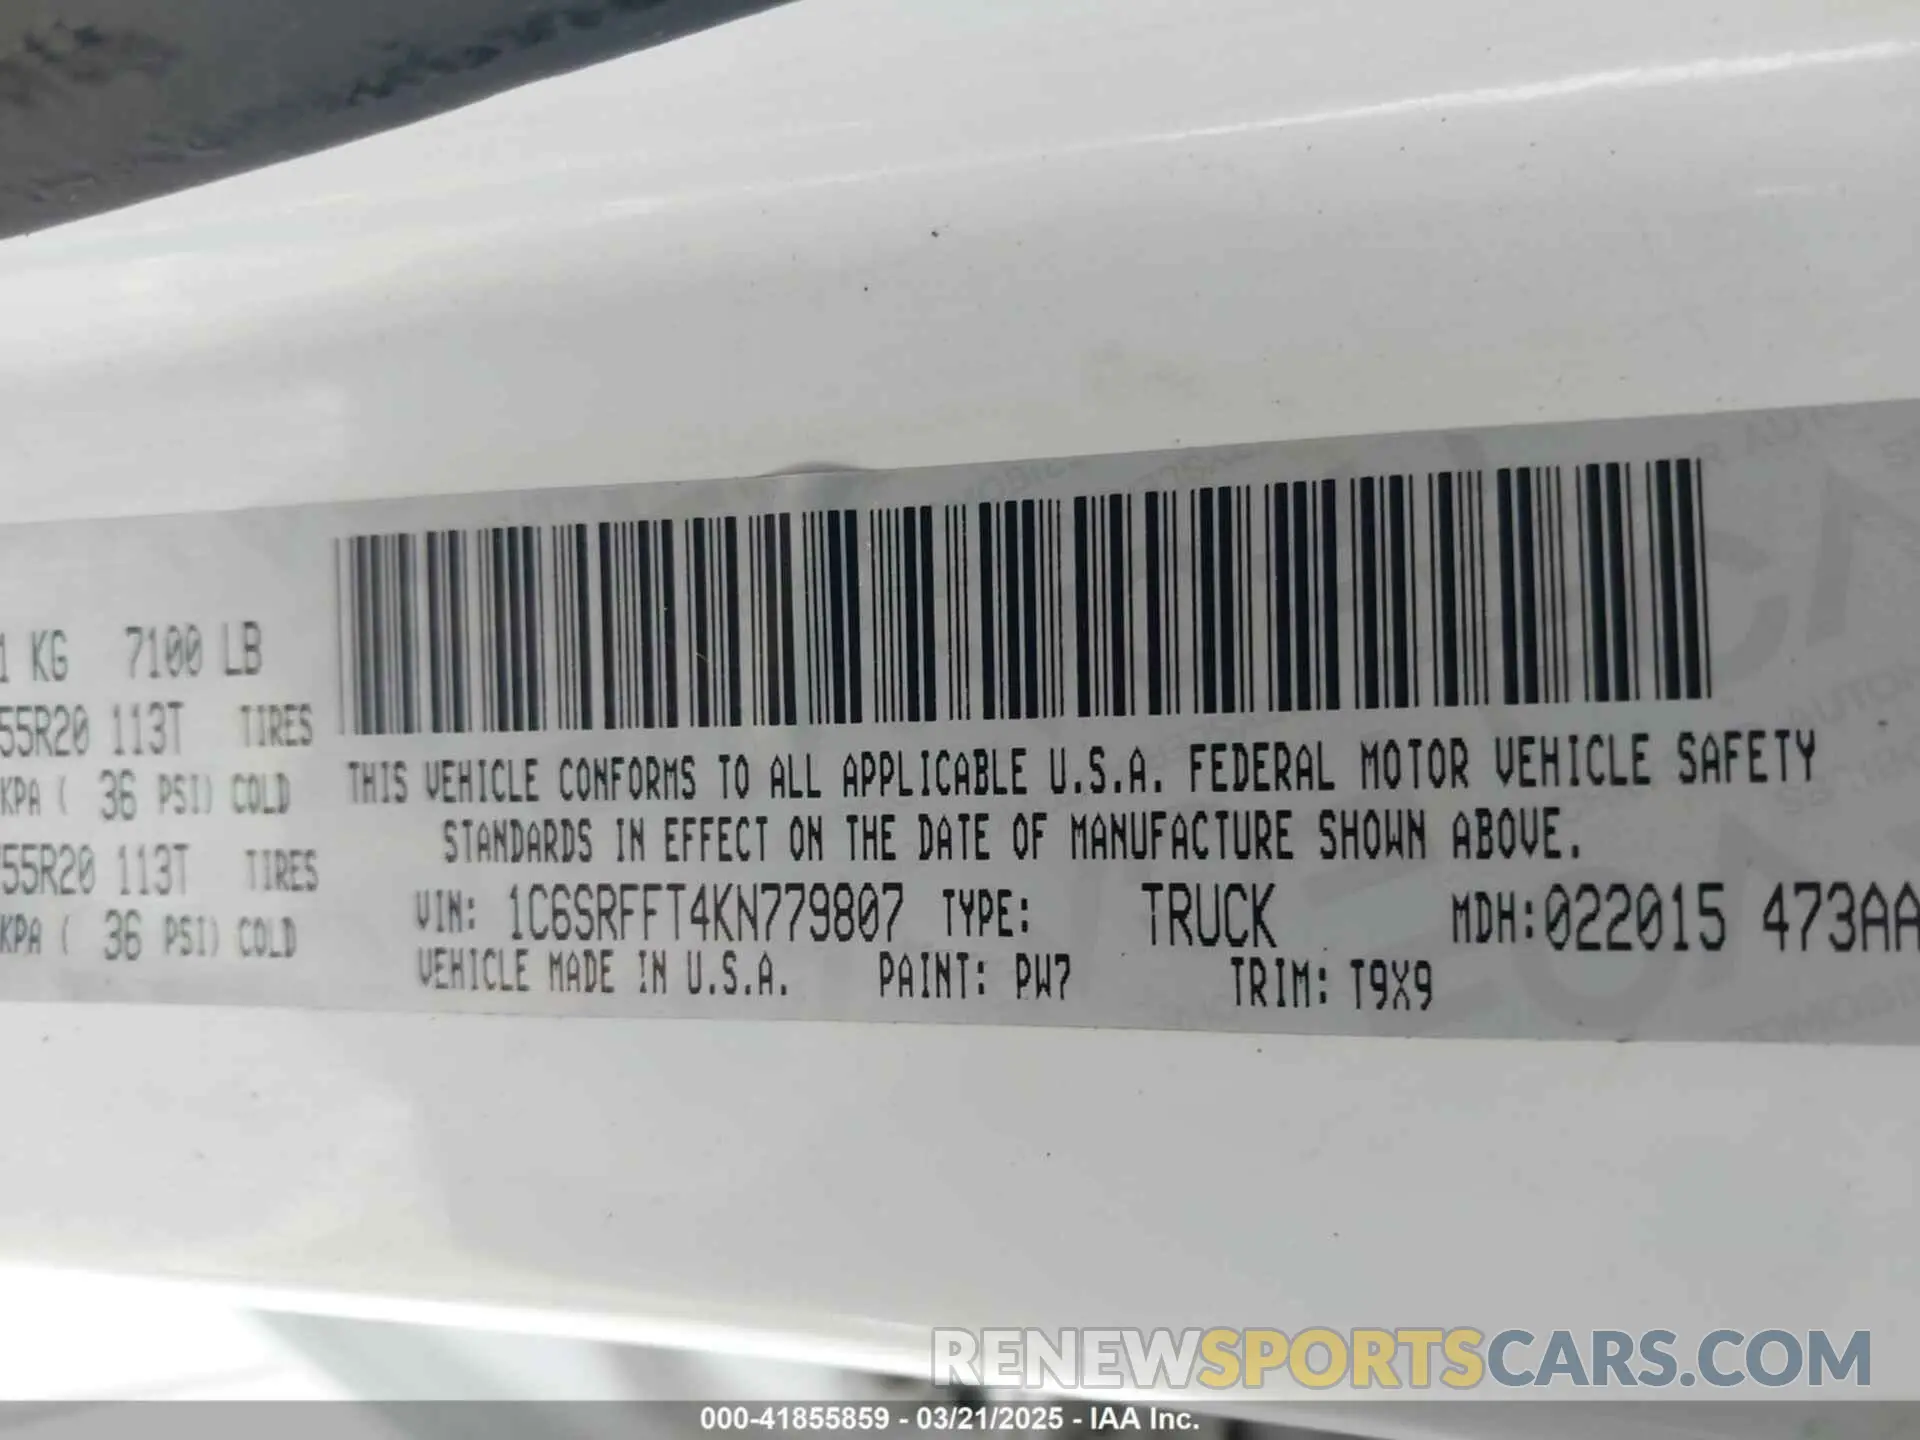 1 KG 7100 LB
55R20 113T TIRES
KPA ( 36 PSI) COLD
55R20 113T TIRES
KPA ( 36 PSI) COLD
THIS VEHICLE CONFORMS TO ALL APPLICABLE U.S.A. FEDERAL MOTOR VEHICLE SAFETY
STANDARDS IN EFFECT ON THE DATE OF MANUFACTURE SHOWN ABOVE.
VIN: 1C6SRFFT4KN779807 TYPE: TRUCK MDH:022015 473AA
VEHICLE MADE IN U.S.A. PAINT: PW7 TRIM: T9X9
RENEWSPORTSCARS.COM
000-41855859 - 03/21/2025 - IAA Inc.